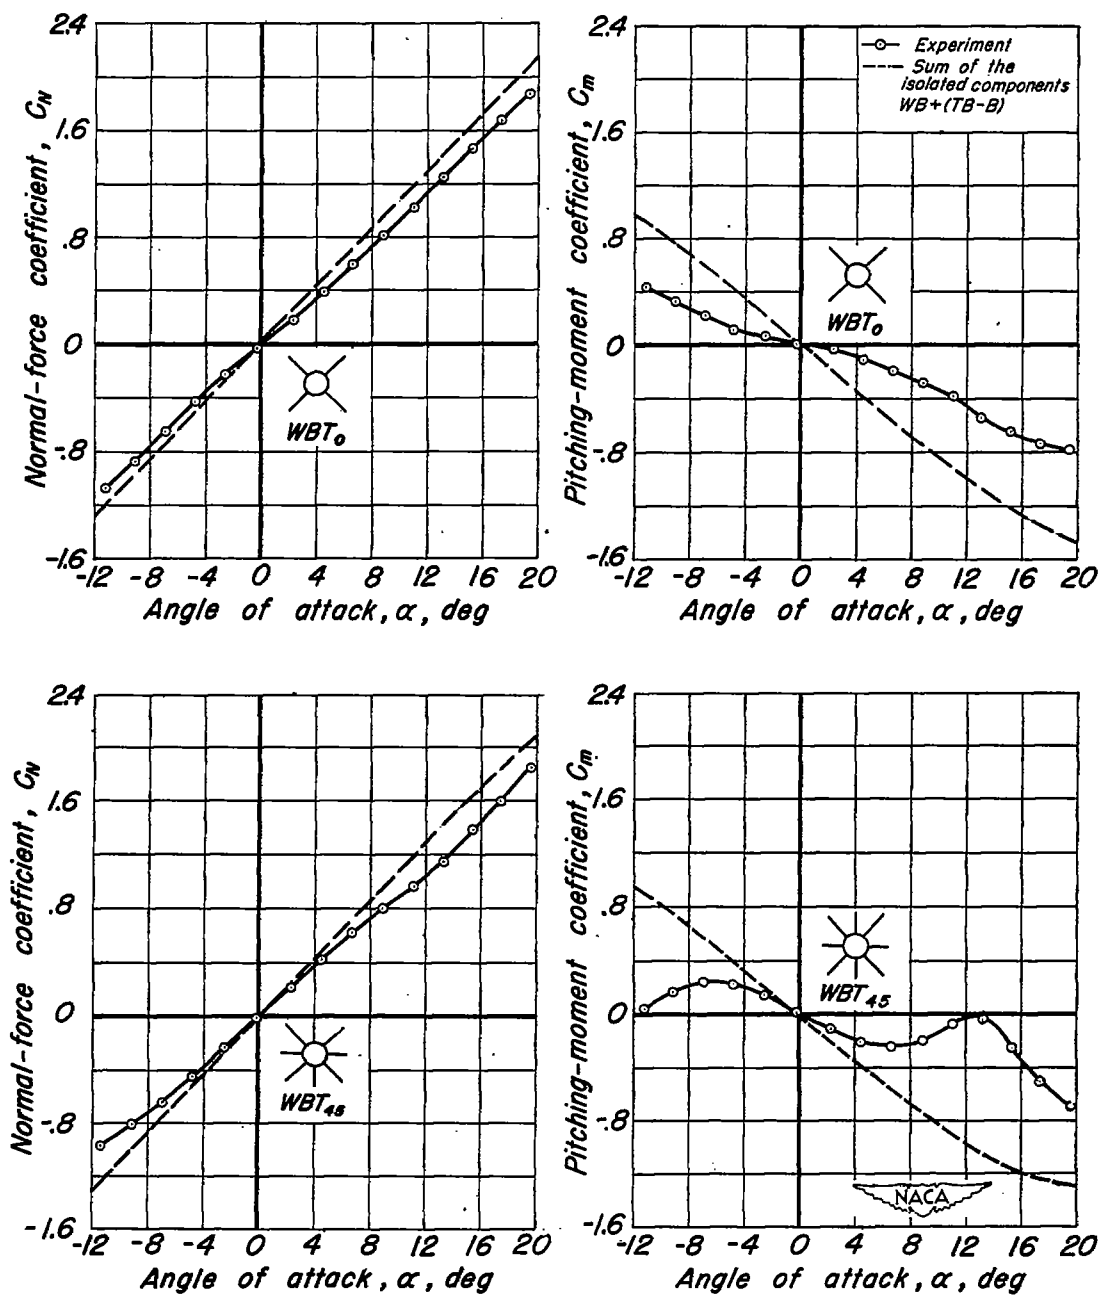 2.4
1.6
.8
0
-.8
-1.6
Normal-force coefficient, C_N
WBT₀
-12 -8 -4 0 4 8 12 16 20
Angle of attack, α, deg
2.4
1.6
.8
0
-.8
-1.6
Pitching-moment coefficient, C_m
Experiment
Sum of the
isolated components
WB+(TB-B)
WBT₀
-12 -8 -4 0 4 8 12 16 20
Angle of attack, α, deg
2.4
1.6
.8
0
-.8
-1.6
Normal-force coefficient, C_N
WBT₄₅
-12 -8 -4 0 4 8 12 16 20
Angle of attack, α, deg
2.4
1.6
.8
0
-.8
-1.6
Pitching-moment coefficient, C_m
WBT₄₅
NACA
-12 -8 -4 0 4 8 12 16 20
Angle of attack, α, deg